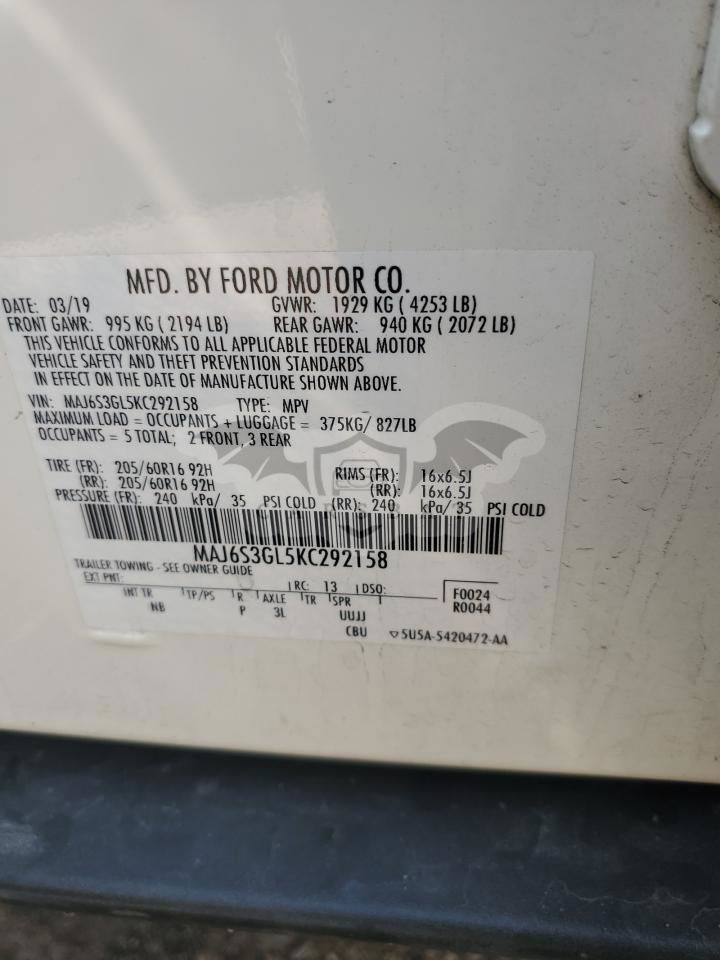 MFD. BY FORD MOTOR CO.
DATE: 03/19 GVWR: 1929 KG ( 4253 LB)
FRONT GAWR: 995 KG ( 2194 LB) REAR GAWR: 940 KG ( 2072 LB)
THIS VEHICLE CONFORMS TO ALL APPLICABLE FEDERAL MOTOR
VEHICLE SAFETY AND THEFT PREVENTION STANDARDS
IN EFFECT ON THE DATE OF MANUFACTURE SHOWN ABOVE.
VIN: MAJ6S3GL5KC292158 TYPE: MPV
MAXIMUM LOAD = OCCUPANTS + LUGGAGE = 375KG/ 827LB
OCCUPANTS = 5 TOTAL; 2 FRONT, 3 REAR
TIRE (FR): 205/60R16 92H RIMS (FR): 16x6.5J
(RR): 205/60R16 92H (RR): 16x6.5J
PRESSURE (FR): 240 kPa/ 35 PSI COLD (RR): 240 kPa/ 35 PSI COLD
MAJ6S3GL5KC292158
TRAILER TOWING - SEE OWNER GUIDE
EXT PNT: RC: 13 DSO: F0024
INT TR TP/PS R AXLE TR SPR R0044
NB P 3L UUJJ
CBU 5U5A-5420472-AA